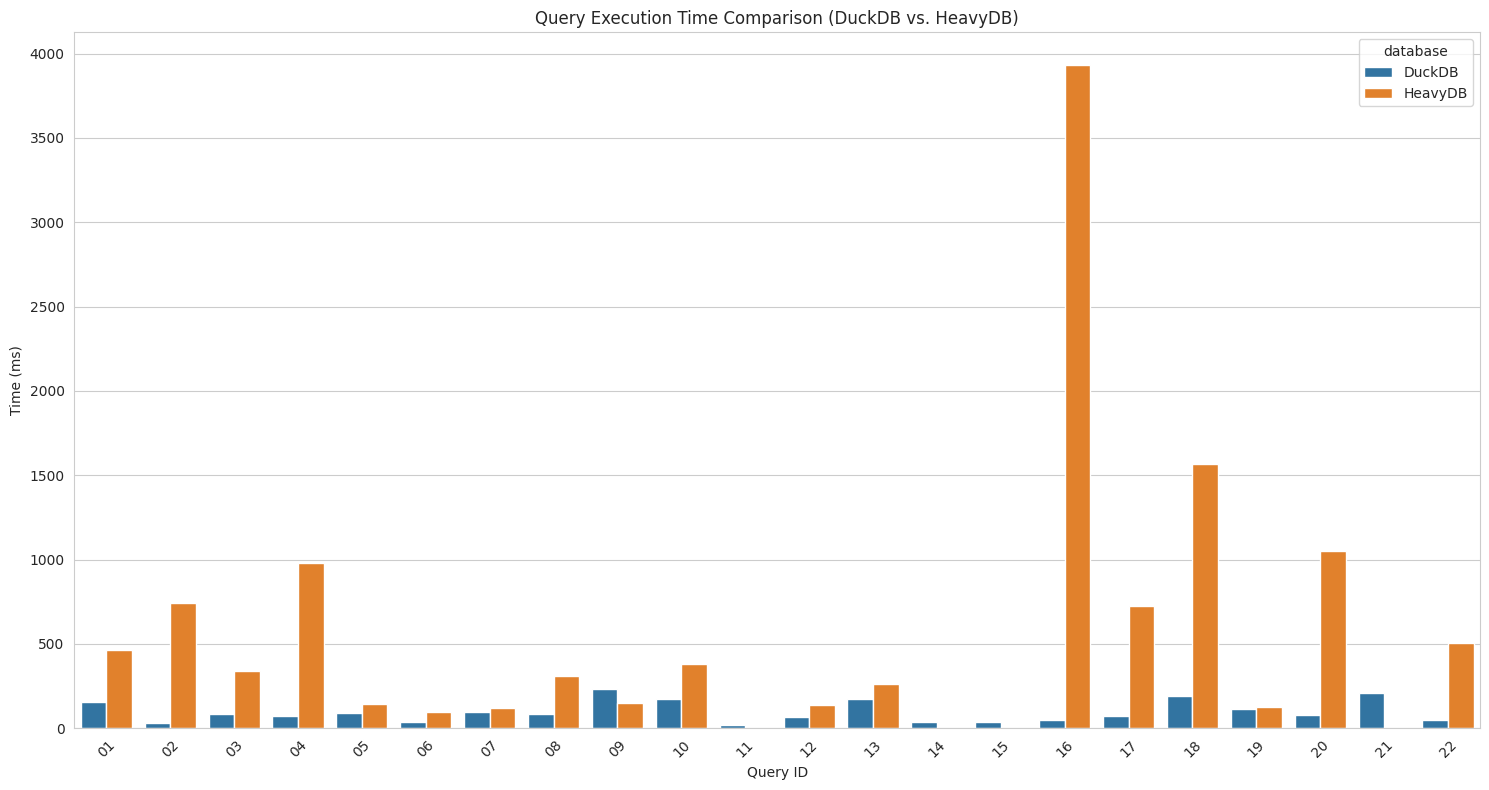 Query Execution Time Comparison (DuckDB vs. HeavyDB)
database
DuckDB
HeavyDB
Time (ms)
4000
3500
3000
2500
2000
1500
1000
500
0
01 02 03 04 05 06 07 08 09 10 11 12 13 14 15 16 17 18 19 20 21 22
Query ID